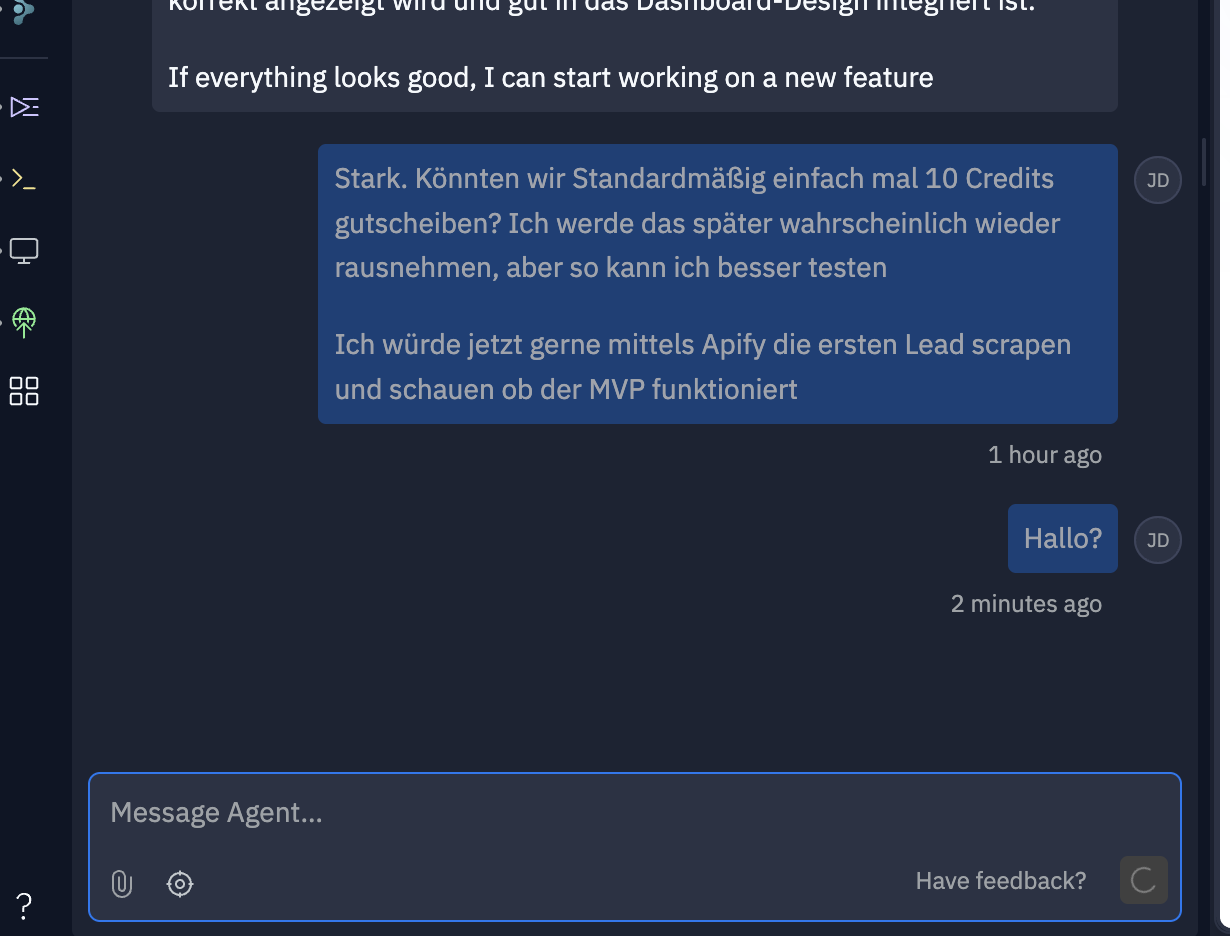 korrekt angezeigt wird und gut in das Dashboard-Design integriert ist.
If everything looks good, I can start working on a new feature
Stark. Könnten wir Standardmäßig einfach mal 10 Credits
gutscheiben? Ich werde das später wahrscheinlich wieder
rausnehmen, aber so kann ich besser testen
JD
Ich würde jetzt gerne mittels Apify die ersten Lead scrapen
und schauen ob der MVP funktioniert
1 hour ago
Hallo?
JD
2 minutes ago
Message Agent...
Have feedback?
?